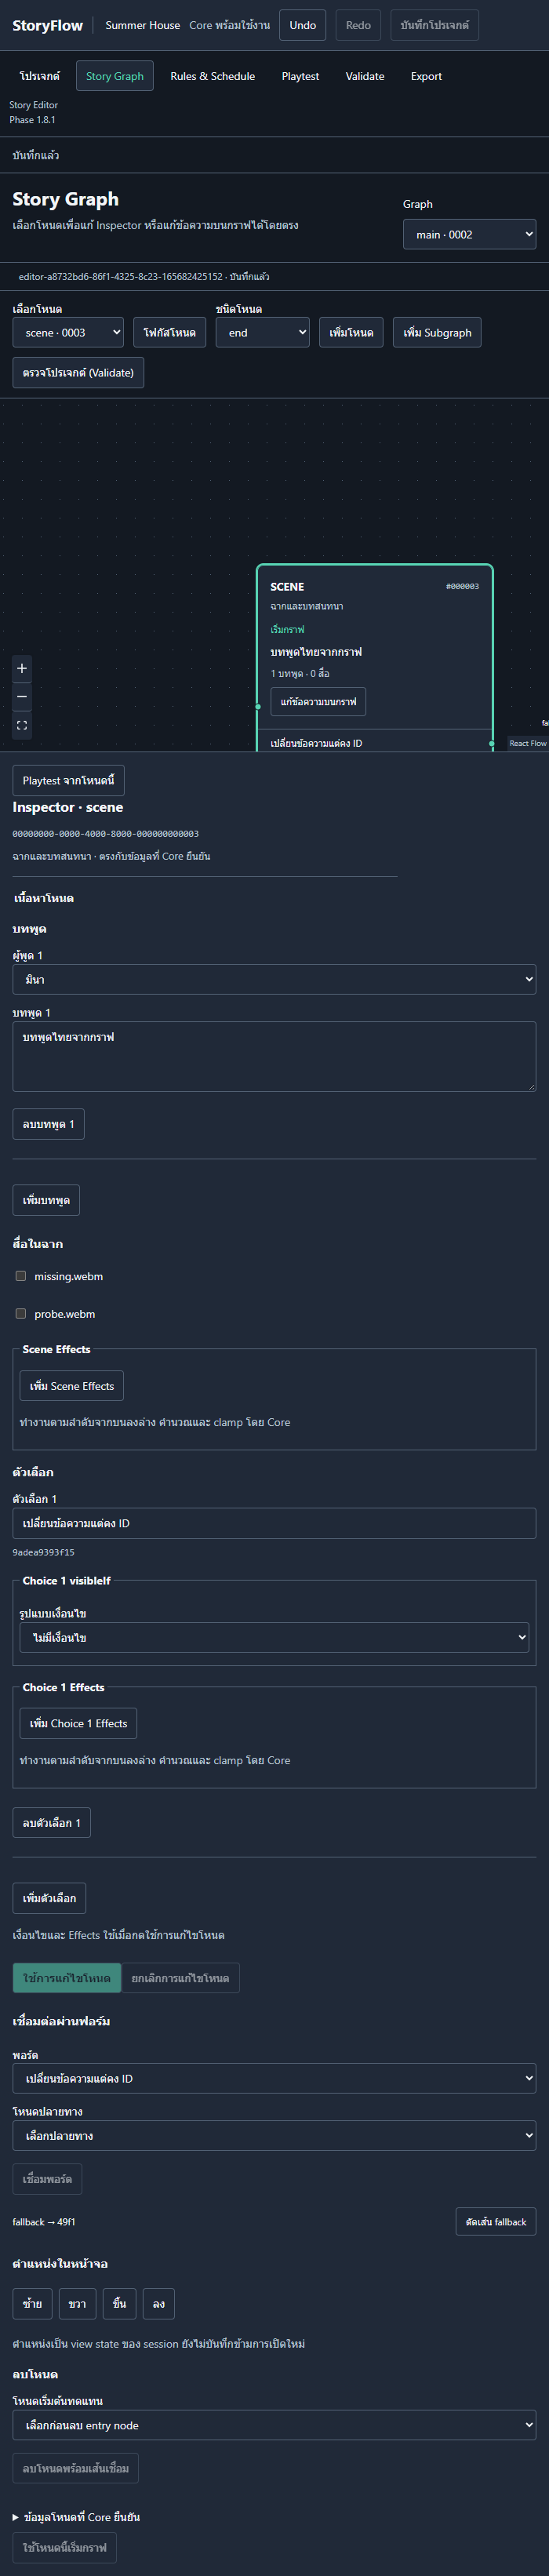 StoryFlow Summer House Core พร้อมใช้งาน Undo Redo บันทึกโปรเจกต์
โปรเจกต์ Story Graph Rules & Schedule Playtest Validate Export
Story Editor
Phase 1.8.1
บันทึกแล้ว
Story Graph
เลือกโหนดเพื่อแก้ Inspector หรือแก้ข้อความบนกราฟได้โดยตรง
Graph
main · 0002
editor-a8732bd6-86f1-4325-8c23-165682425152 · บันทึกแล้ว
เลือกโหนด ชนิดโหนด
scene · 0003 โฟกัสโหนด end เพิ่มโหนด เพิ่ม Subgraph
ตรวจโปรเจกต์ (Validate)
SCENE #000003
ฉากและบทสนทนา
เริ่มกราฟ
บทพูดไทยจากกราฟ
1 บทพูด · 0 สื่อ
แก้ข้อความบนกราฟ
fa
เปลี่ยนข้อความแต่คง ID
React Flow
Playtest จากโหนดนี้
Inspector · scene
00000000-0000-4000-8000-000000000003
ฉากและบทสนทนา · ตรงกับข้อมูลที่ Core ยืนยัน
เนื้อหาโหนด
บทพูด
ผู้พูด 1
มินา
บทพูด 1
บทพูดไทยจากกราฟ
ลบบทพูด 1
เพิ่มบทพูด
สื่อในฉาก
missing.webm
probe.webm
Scene Effects
เพิ่ม Scene Effects
ทำงานตามลำดับจากบนลงล่าง คำนวณและ clamp โดย Core
ตัวเลือก
ตัวเลือก 1
เปลี่ยนข้อความแต่คง ID
9adea9393f15
Choice 1 visibleIf
รูปแบบเงื่อนไข
ไม่มีเงื่อนไข
Choice 1 Effects
เพิ่ม Choice 1 Effects
ทำงานตามลำดับจากบนลงล่าง คำนวณและ clamp โดย Core
ลบตัวเลือก 1
เพิ่มตัวเลือก
เงื่อนไขและ Effects ใช้เมื่อกดใช้การแก้ไขโหนด
ใช้การแก้ไขโหนด ยกเลิกการแก้ไขโหนด
เชื่อมต่อผ่านฟอร์ม
พอร์ต
เปลี่ยนข้อความแต่คง ID
โหนดปลายทาง
เลือกปลายทาง
เชื่อมพอร์ต
fallback → 49f1 ตัดเส้น fallback
ตำแหน่งในหน้าจอ
ซ้าย ขวา ขึ้น ลง
ตำแหน่งเป็น view state ของ session ยังไม่บันทึกข้ามการเปิดใหม่
ลบโหนด
โหนดเริ่มต้นทดแทน
เลือกก่อนลบ entry node
ลบโหนดพร้อมเส้นเชื่อม
ข้อมูลโหนดที่ Core ยืนยัน
ใช้โหนดนี้เริ่มกราฟ